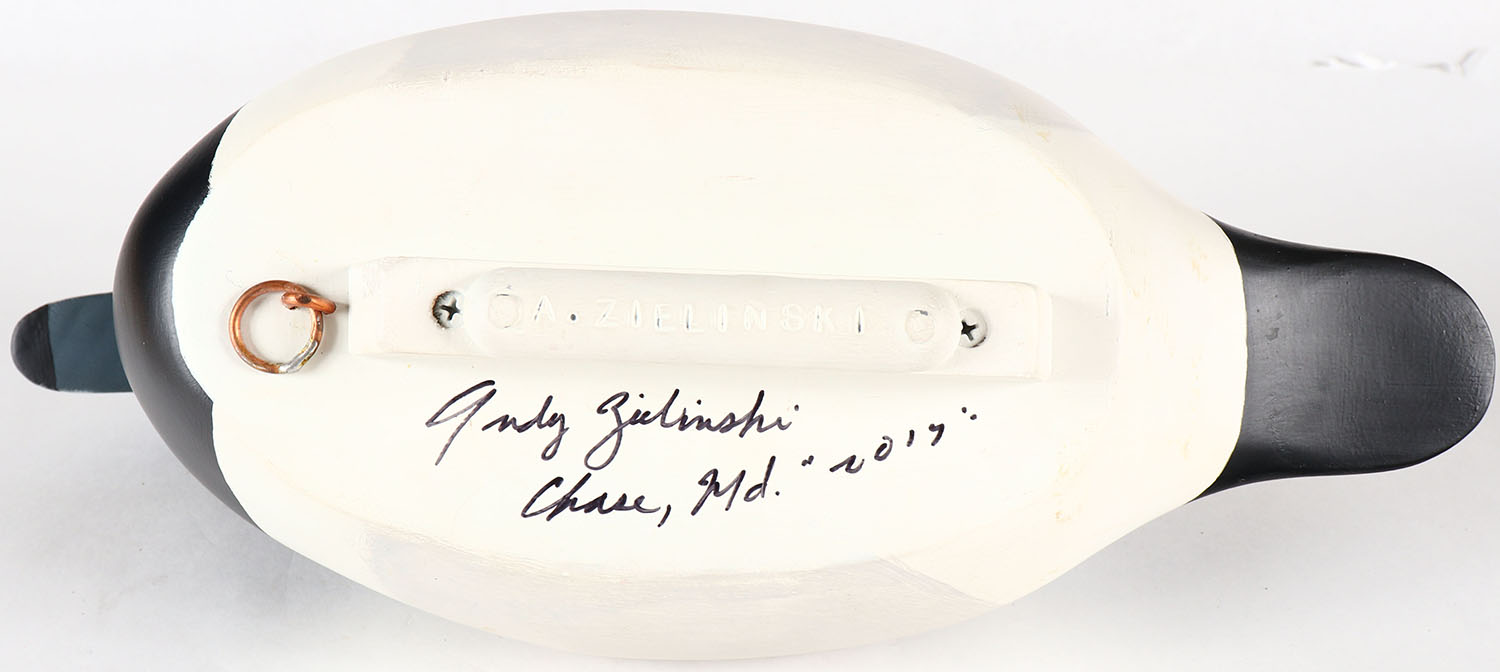 A. ZIELINSKI
Andy Zielinski
Chase, Md. "2017"